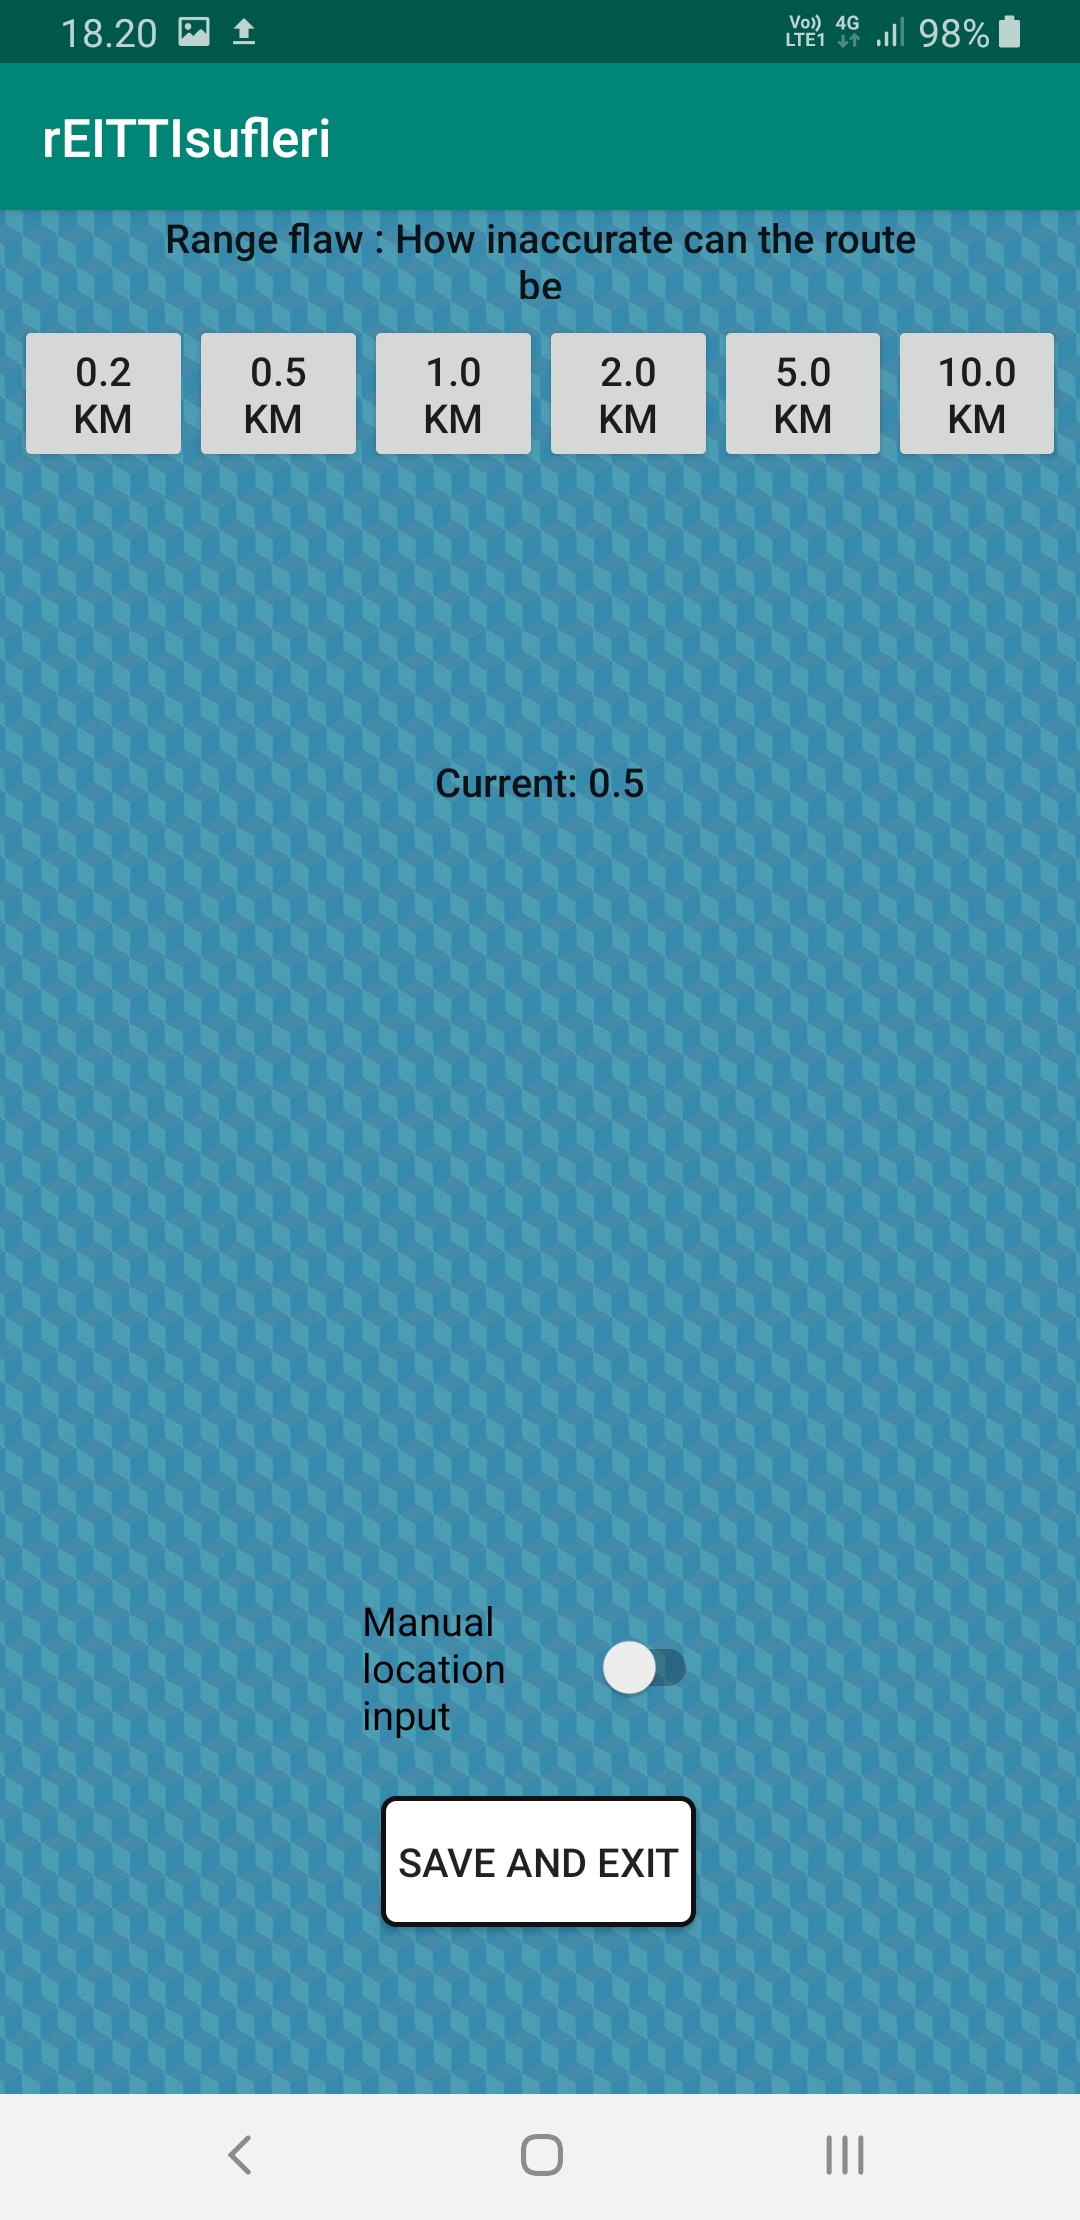 18.20 Vo)) LTE1 4G 98%
rEITTIsufleri
Range flaw : How inaccurate can the route
be
0.2 KM 0.5 KM 1.0 KM 2.0 KM 5.0 KM 10.0 KM
Current: 0.5
Manual
location
input
SAVE AND EXIT